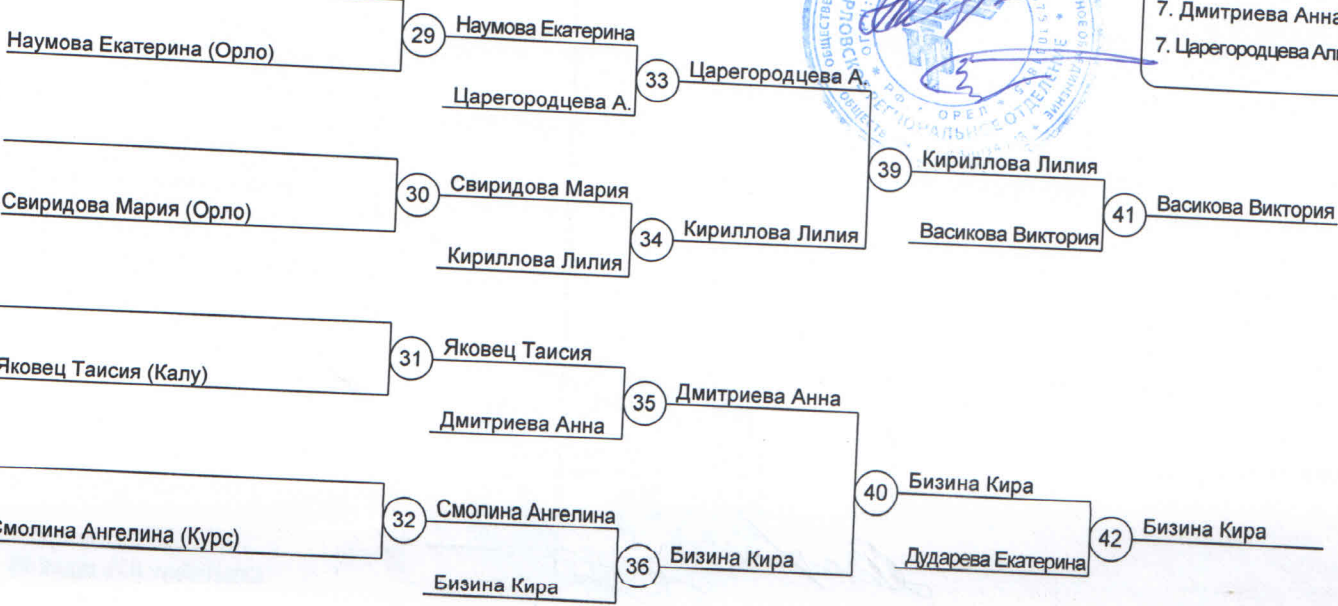 7. Дмитриева Анна
7. Царегородцева
Наумова Екатерина (Орло)
29
Наумова Екатерина
Царегородцева А.
33
Царегородцева А.
Свиридова Мария (Орло)
30
Свиридова Мария
Кириллова Лилия
34
Кириллова Лилия
39
Кириллова Лилия
Васикова Виктория
41
Васикова Виктория
Яковец Таисия (Калу)
31
Яковец Таисия
Дмитриева Анна
35
Дмитриева Анна
Смолина Ангелина (Курс)
32
Смолина Ангелина
Бизина Кира
36
Бизина Кира
40
Бизина Кира
Лударева Екатерина
42
Бизина Кира
ОРЕЛ